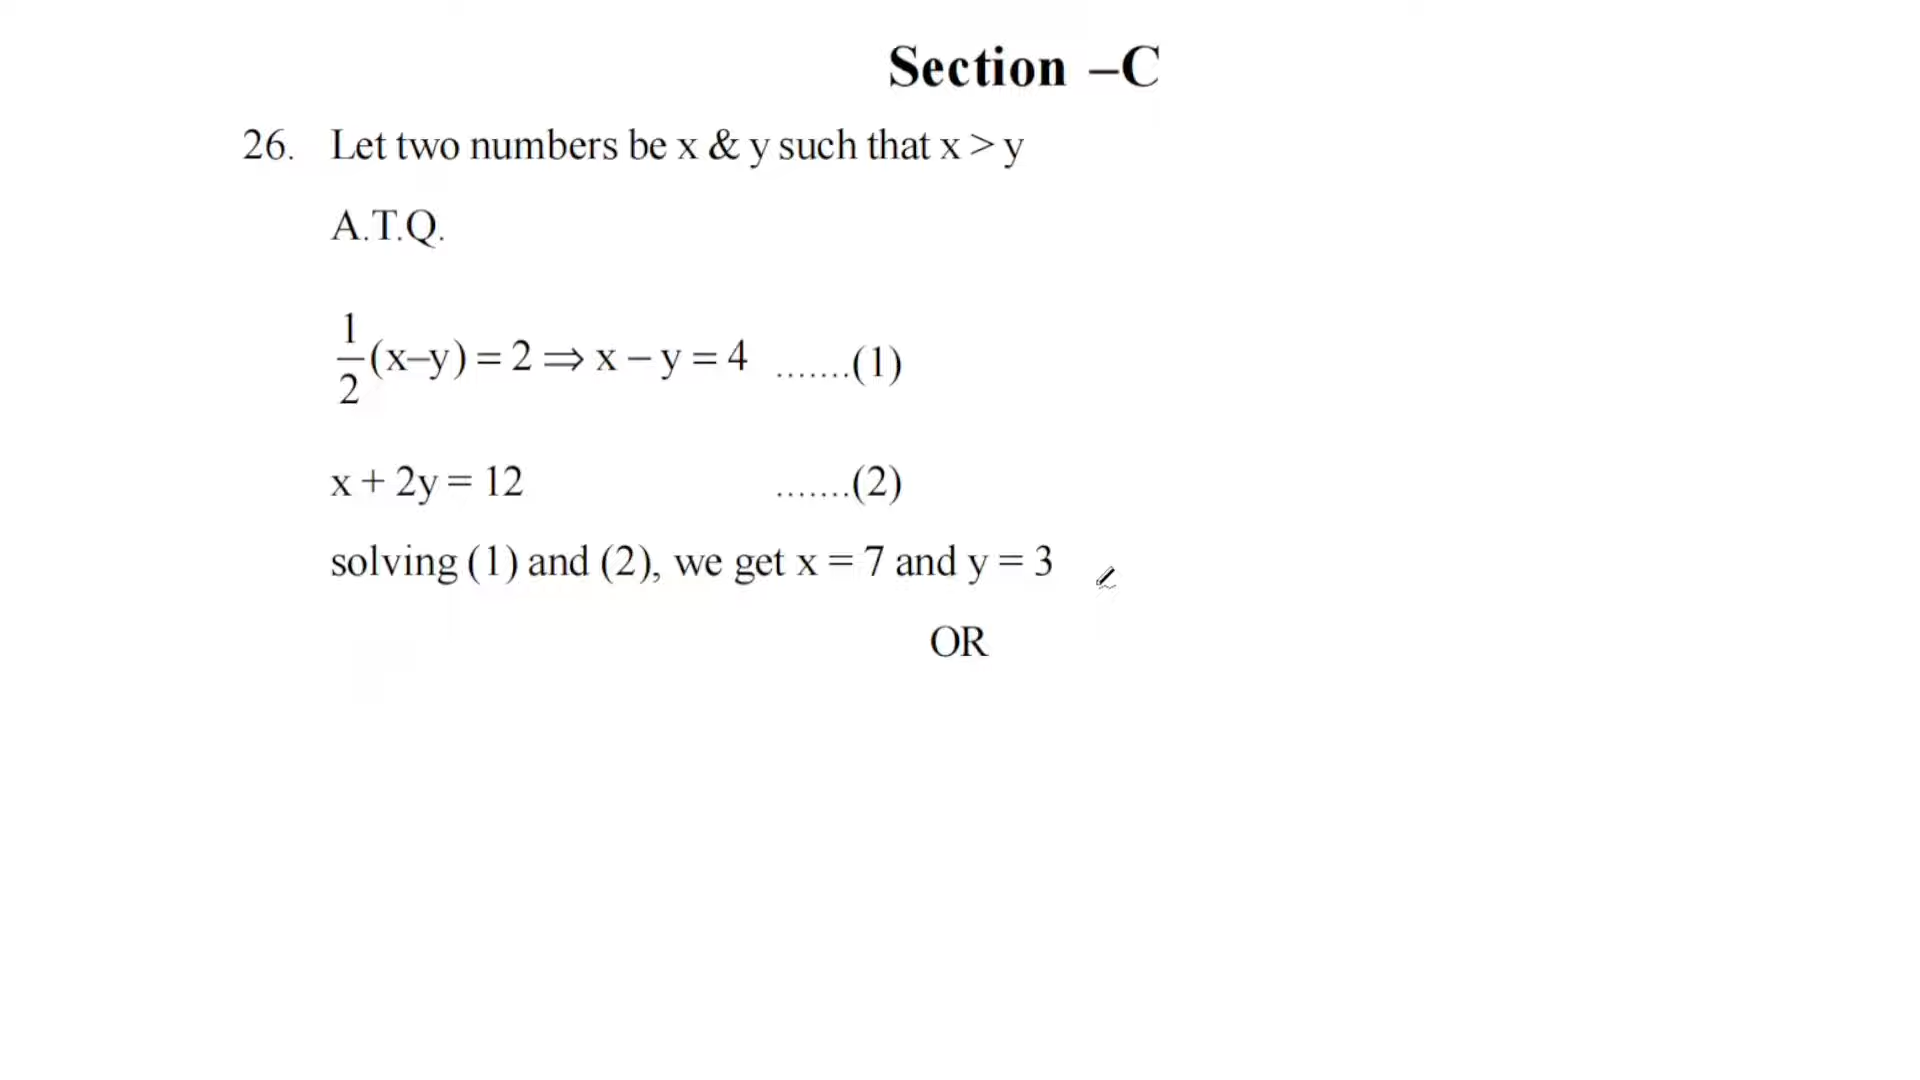 Section –C
26. Let two numbers be x & y such that x > y
A.T.Q.
1/2 (x–y) = 2 ⇒ x – y = 4 .......(1)
x + 2y = 12 .......(2)
solving (1) and (2), we get x = 7 and y = 3
OR